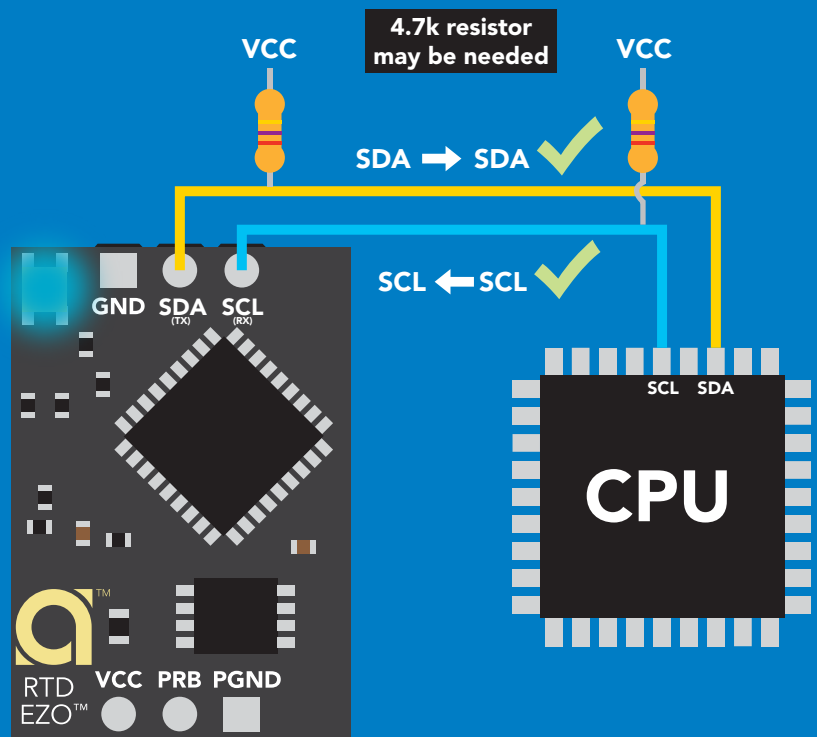 4.7k resistor
may be needed
VCC
VCC
SDA → SDA
SCL ← SCL
GND SDA SCL
(TX) (RX)
SCL SDA
CPU
TM
RTD
EZO™
VCC PRB PGND